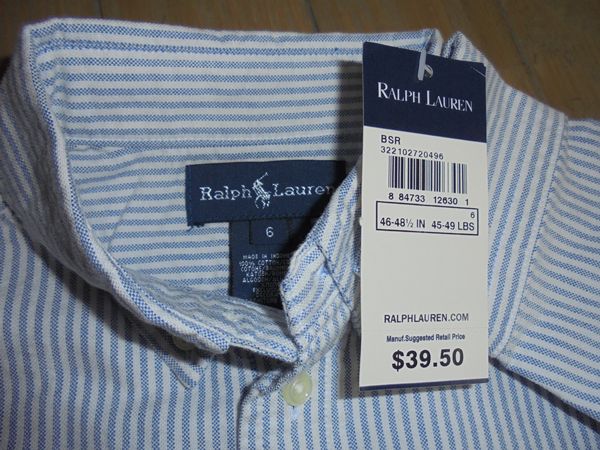 RALPH LAUREN
BSR
322102720496
8 84733 12630 1
6
46-48½ IN 45-49 LBS
RALPHLAUREN.COM
Manuf. Suggested Retail Price
$39.50
Ralph Lauren
6
MADE IN
100% COTTON